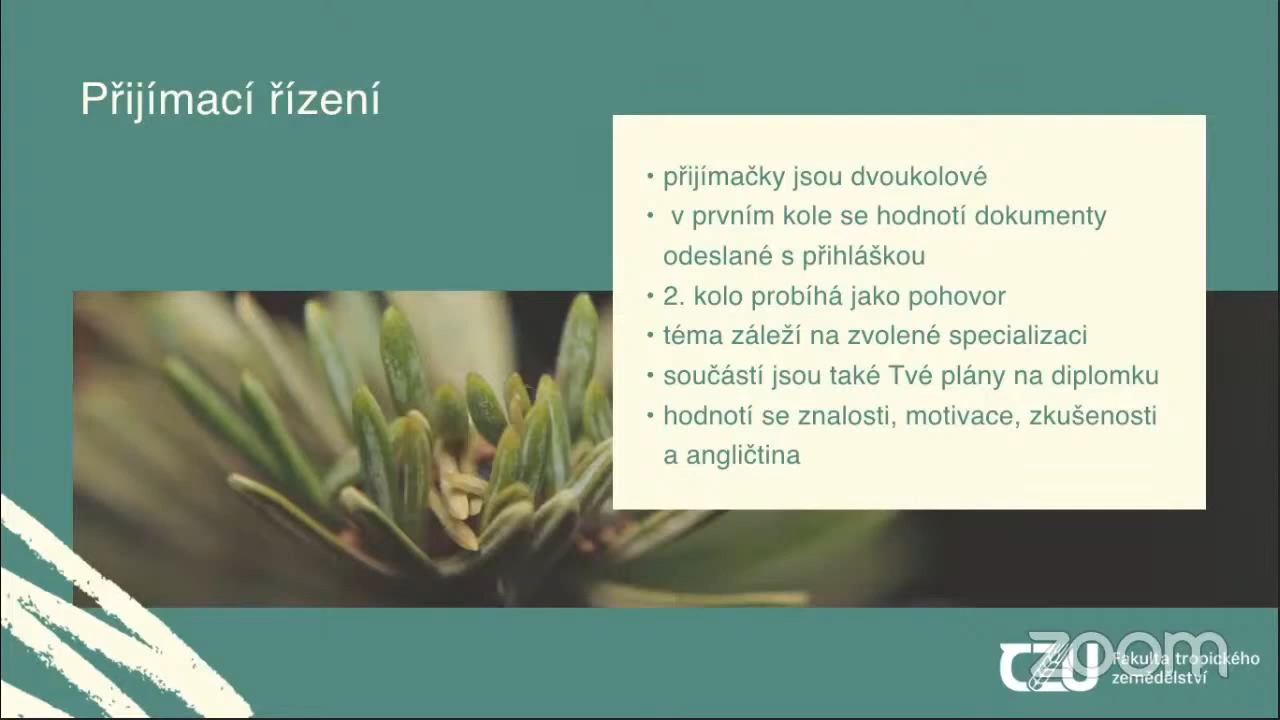 Přijímací řízení
• přijímačky jsou dvoukolové
• v prvním kole se hodnotí dokumenty
odeslané s přihláškou
• 2. kolo probíhá jako pohovor
• téma záleží na zvolené specializaci
• součástí jsou také Tvé plány na diplomku
• hodnotí se znalosti, motivace, zkušenosti
a angličtina
zoom
CZU
Fakulta tropického
zemědělství